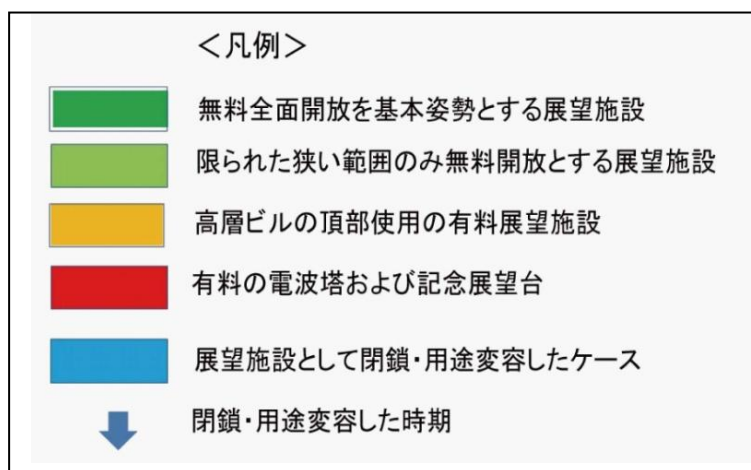 ＜凡例＞
無料全面開放を基本姿勢とする展望施設
限られた狭い範囲のみ無料開放とする展望施設
高層ビルの頂部使用の有料展望施設
有料の電波塔および記念展望台
展望施設として閉鎖・用途変容したケース
閉鎖・用途変容した時期